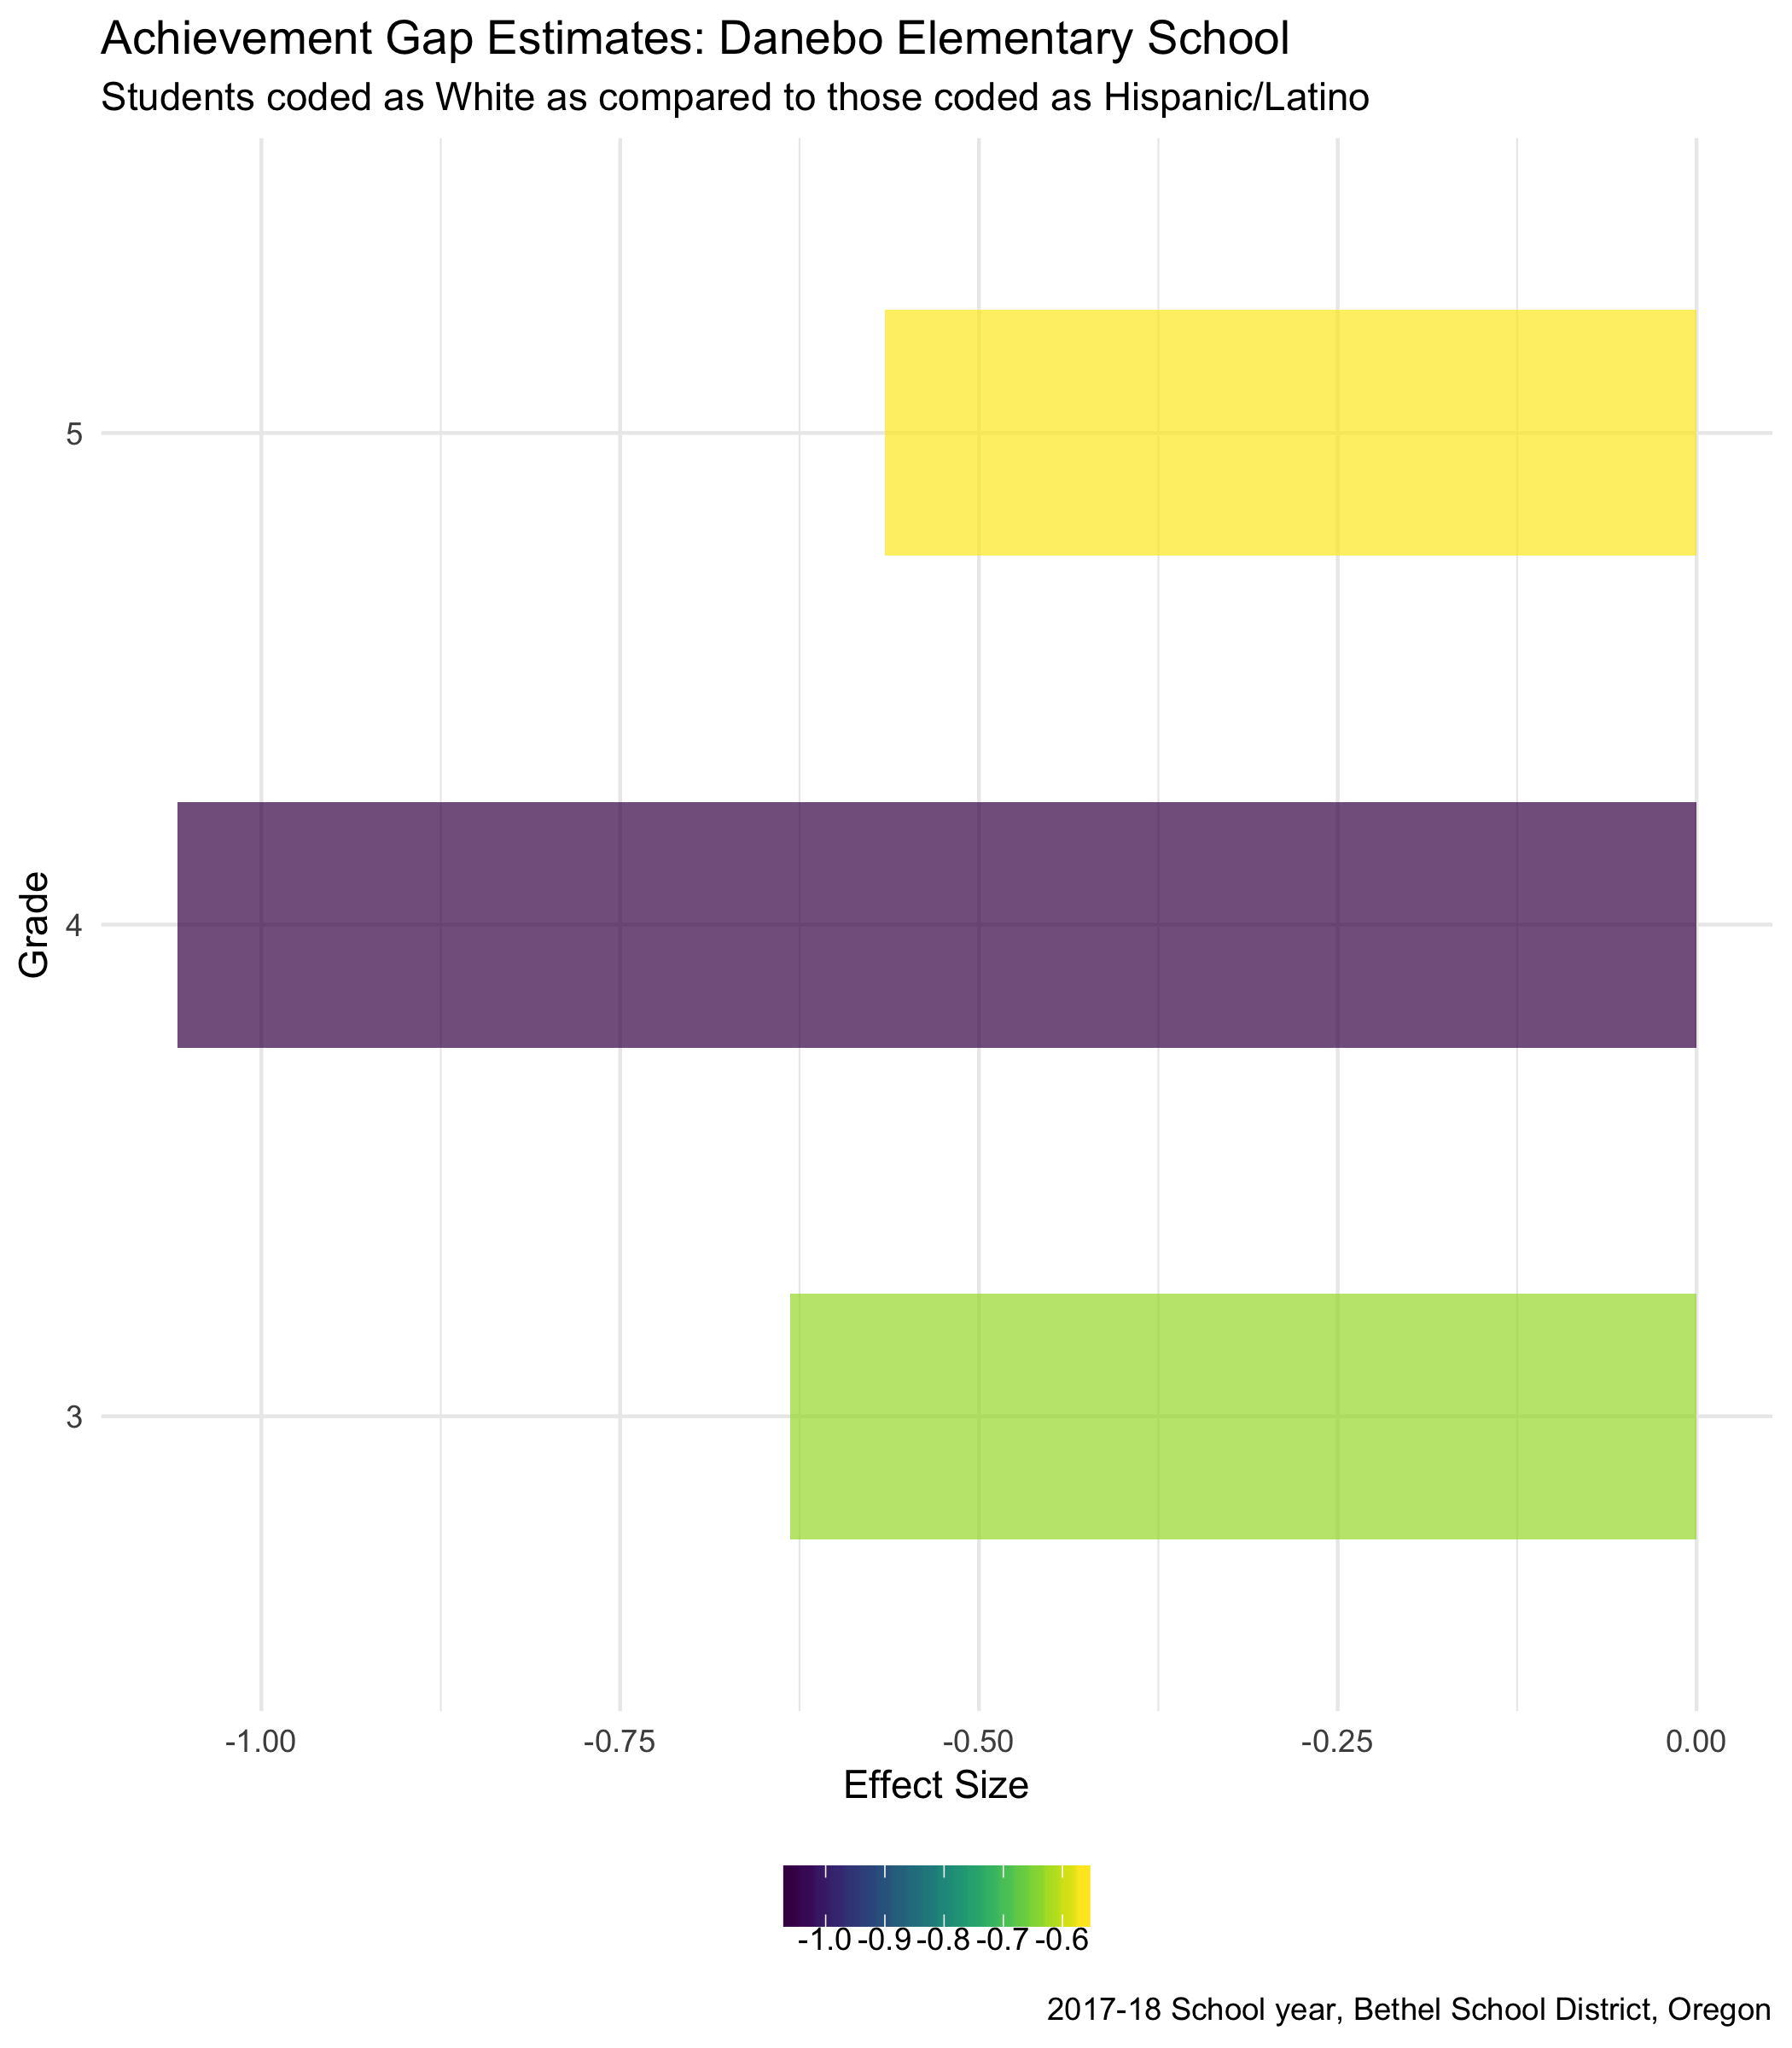 Achievement Gap Estimates: Danebo Elementary School
Students coded as White as compared to those coded as Hispanic/Latino
5
4
3
Grade
-1.00 -0.75 -0.50 -0.25 0.00
Effect Size
-1.0 -0.9 -0.8 -0.7 -0.6
2017-18 School year, Bethel School District, Oregon